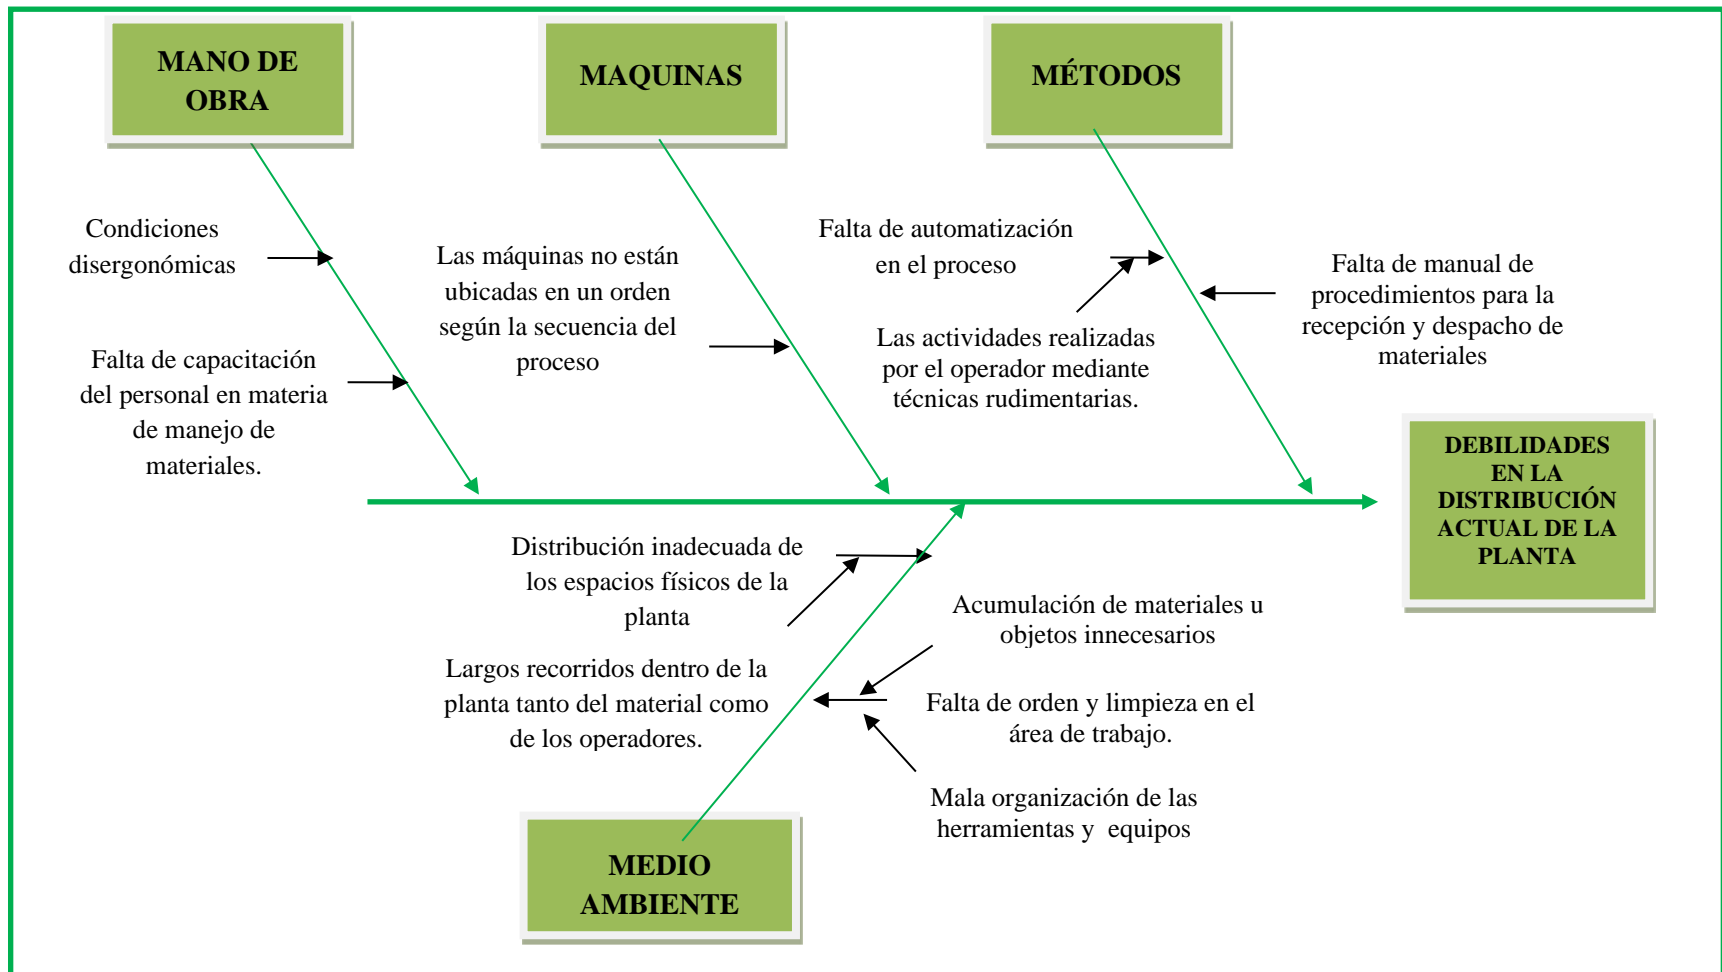 MANO DE
OBRA
MAQUINAS
MÉTODOS
Condiciones
disergonómicas
Falta de capacitación
del personal en materia
de manejo de
materiales.
Las máquinas no están
ubicadas en un orden
según la secuencia del
proceso
Falta de automatización
en el proceso
Las actividades realizadas
por el operador mediante
técnicas rudimentarias.
Falta de manual de
procedimientos para la
recepción y despacho de
materiales
DEBILIDADES
EN LA
DISTRIBUCIÓN
ACTUAL DE LA
PLANTA
Distribución inadecuada de
los espacios físicos de la
planta
Largos recorridos dentro de la
planta tanto del material como
de los operadores.
Acumulación de materiales u
objetos innecesarios
Falta de orden y limpieza en el
área de trabajo.
Mala organización de las
herramientas y  equipos
MEDIO
AMBIENTE